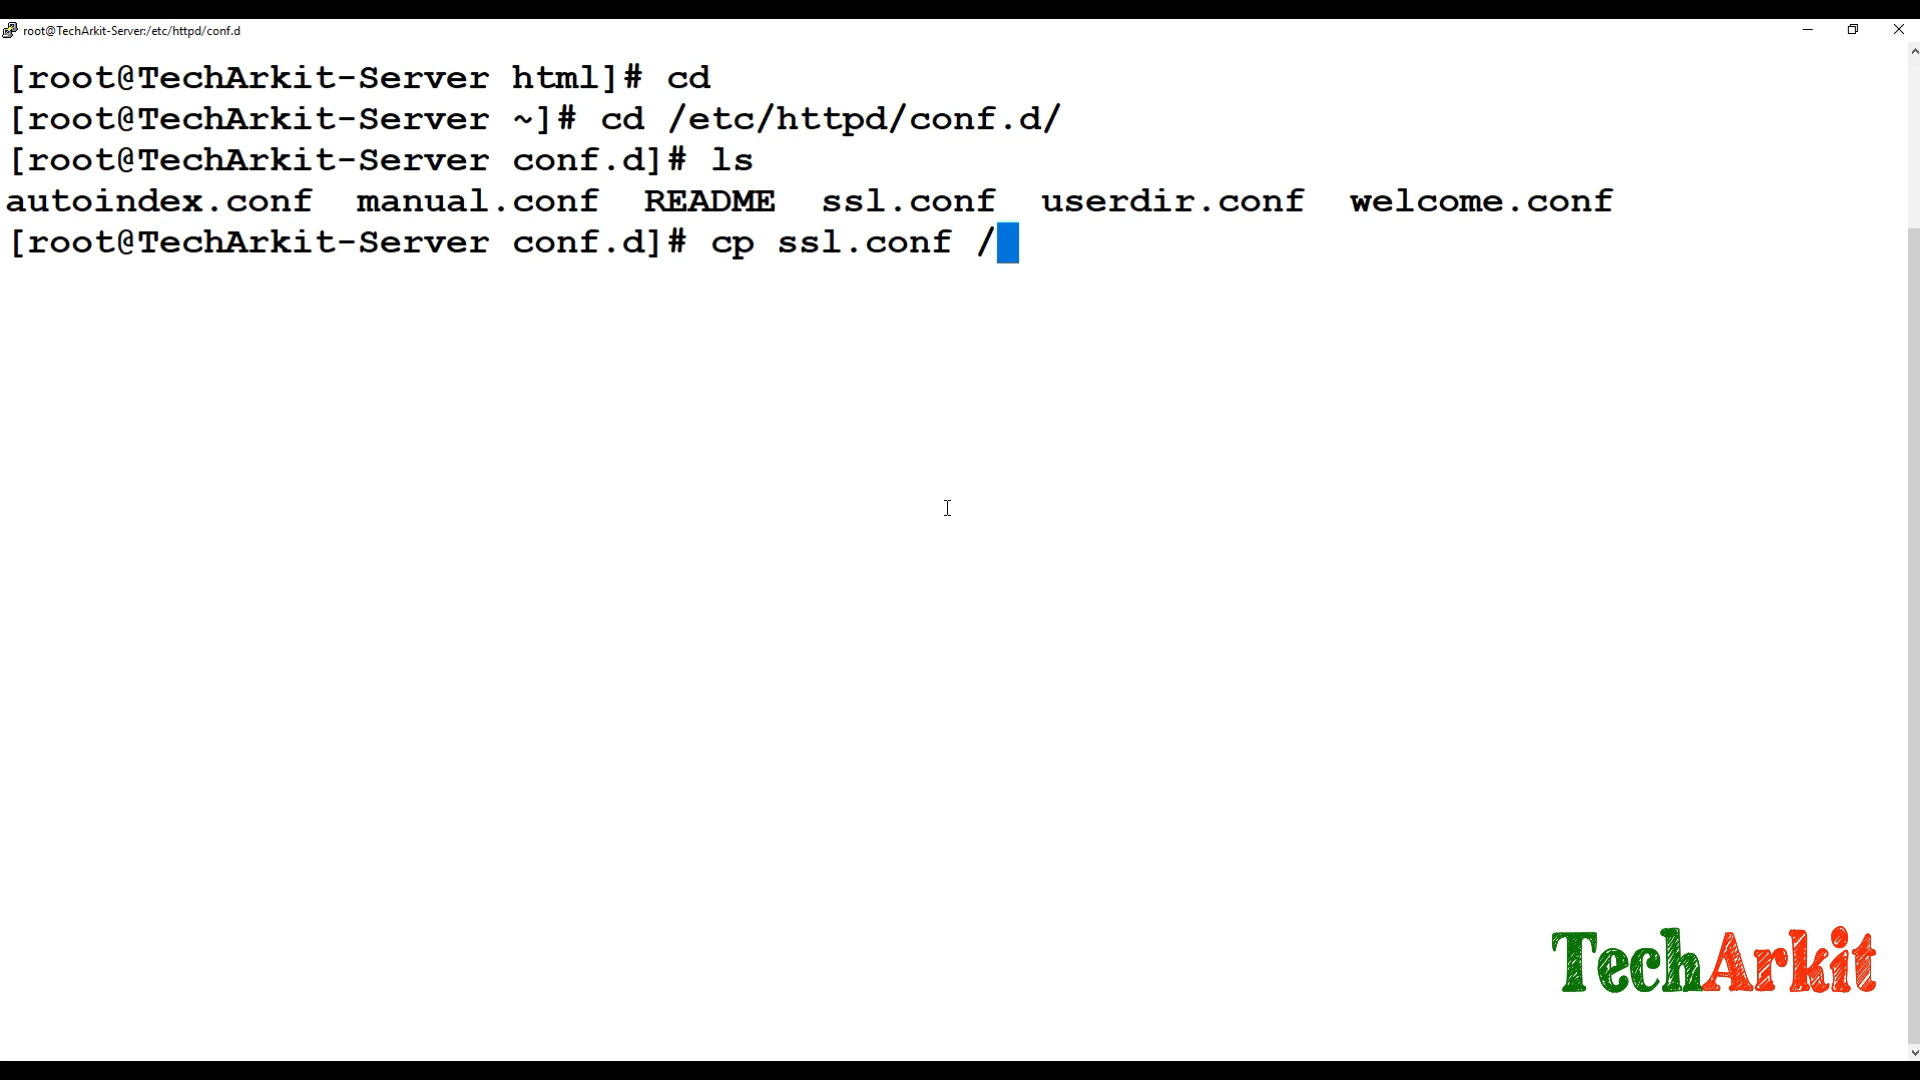 root@TechArkit-Server:/etc/httpd/conf.d
[root@TechArkit-Server html]# cd
[root@TechArkit-Server ~]# cd /etc/httpd/conf.d/
[root@TechArkit-Server conf.d]# ls
autoindex.conf  manual.conf  README  ssl.conf  userdir.conf  welcome.conf
[root@TechArkit-Server conf.d]# cp ssl.conf /
TechArkit